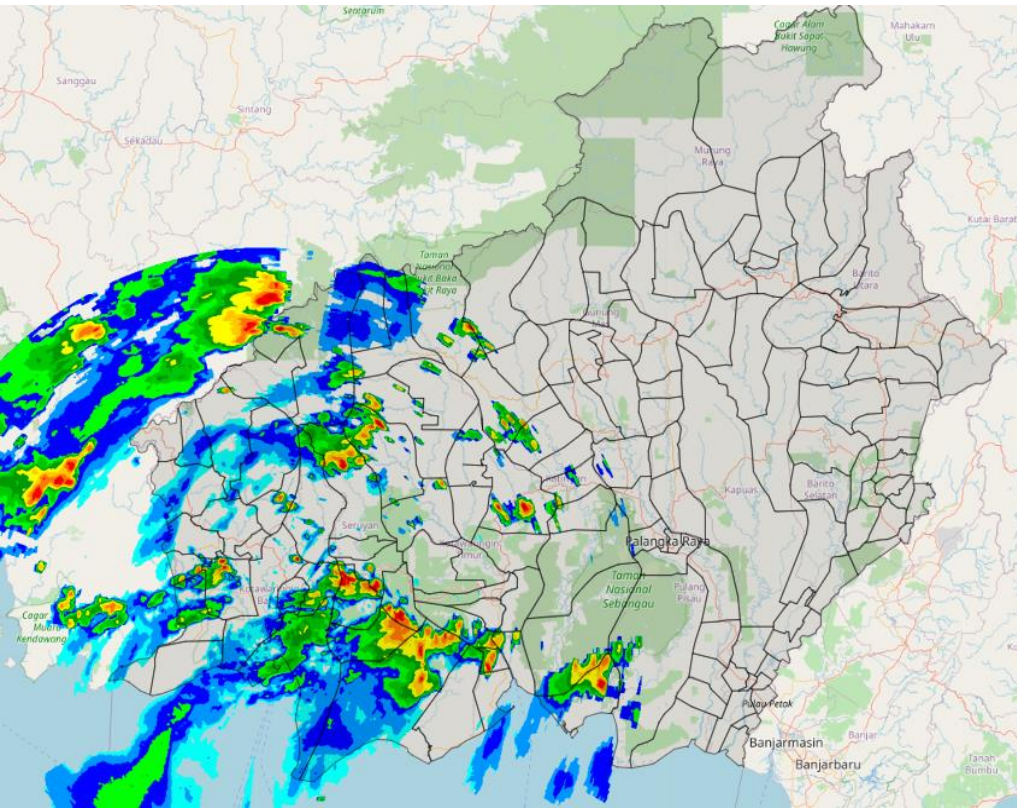 Sentarum
Cagar Alam
Bukit Sapat
Hawung
Mahakam
Ulu
Sanggau
Sintang
Sekadau
Murung
Raya
Kutai Barat
Taman
Nasional
Bukit Baka
Bukit Raya
Barito
Utara
Gunung
Mas
Seruyan
Kapuas
Barito
Selatan
Palangka Raya
Taman
Nasional
Sebangau
Pulang
Pisau
Cagar
Kendawang
Pulau Petak
Banjarmasin
Banjar
Banjarbaru
Tanah
Bumbu